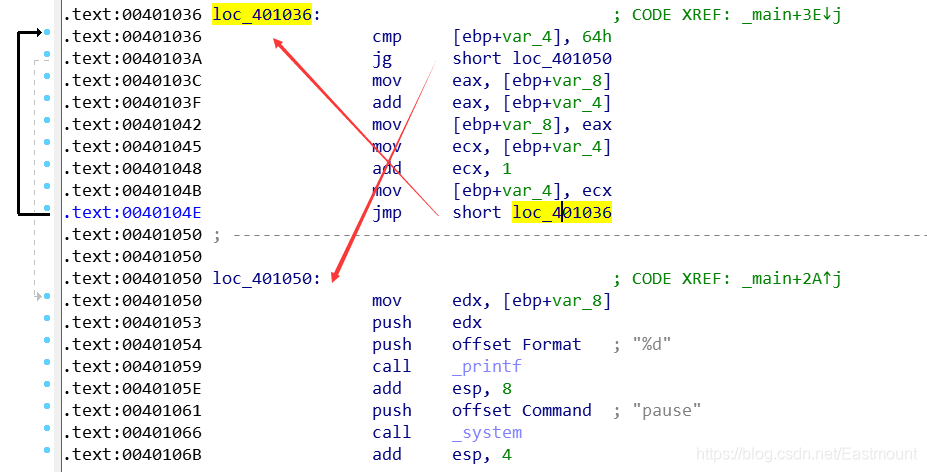 .text:00401036 loc_401036: ; CODE XREF: _main+3E↓j
.text:00401036 cmp [ebp+var_4], 64h
.text:0040103A jg short loc_401050
.text:0040103C mov eax, [ebp+var_8]
.text:0040103F add eax, [ebp+var_4]
.text:00401042 mov [ebp+var_8], eax
.text:00401045 mov ecx, [ebp+var_4]
.text:00401048 add ecx, 1
.text:0040104B mov [ebp+var_4], ecx
.text:0040104E jmp short loc_401036
.text:00401050 ; ---------------------------------------------------------------------------
.text:00401050
.text:00401050 loc_401050: ; CODE XREF: _main+2A↑j
.text:00401050 mov edx, [ebp+var_8]
.text:00401053 push edx
.text:00401054 push offset Format ; "%d"
.text:00401059 call _printf
.text:0040105E add esp, 8
.text:00401061 push offset Command ; "pause"
.text:00401066 call _system
.text:0040106B add esp, 4
https://blog.csdn.net/Eastmount